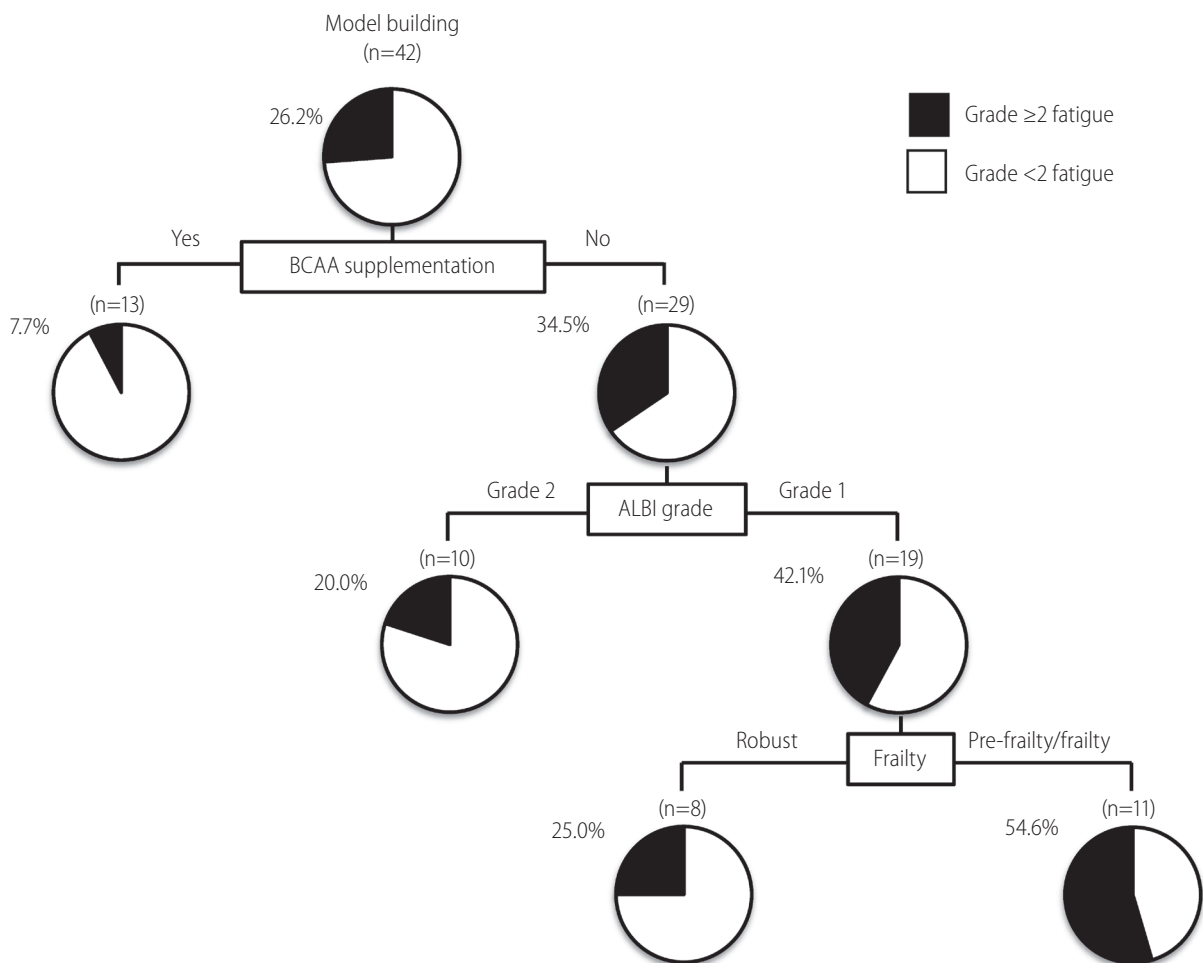 Model building
(n=42)
26.2%
Grade ≥2 fatigue
Grade <2 fatigue
Yes
No
BCAA supplementation
(n=13)
(n=29)
7.7%
34.5%
Grade 2
Grade 1
ALBI grade
(n=10)
(n=19)
20.0%
42.1%
Robust
Pre-frailty/frailty
Frailty
(n=8)
(n=11)
25.0%
54.6%